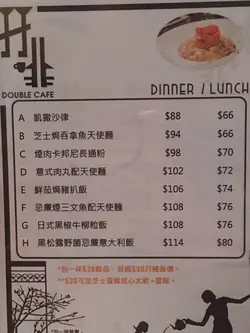 DOUBLE CAFE
DINNER / LUNCH
A 凱撒沙律 $88 $66
B 芝士焗吞拿魚天使麵 $94 $66
C 煙肉卡邦尼長通粉 $98 $70
D 意式肉丸配天使麵 $102 $72
E 鮮茄焗豬扒飯 $106 $74
F 忌廉煙三文魚配天使麵 $108 $76
G 日式黑椒牛柳粒飯 $108 $76
H 黑松露野菌忌廉意大利飯 $114 $80